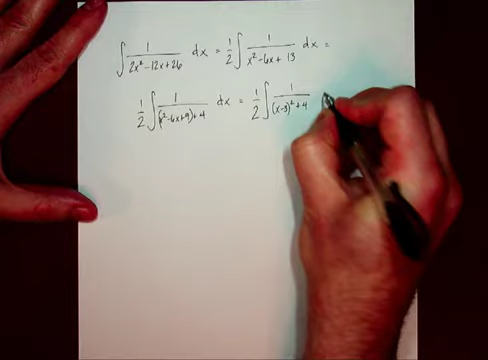 ∫ 1/(2x² - 12x + 26) dx = 1/2 ∫ 1/(x² - 6x + 13) dx =
1/2 ∫ 1/((x² - 6x + 9) + 4) dx = 1/2 ∫ 1/((x - 3)² + 4)